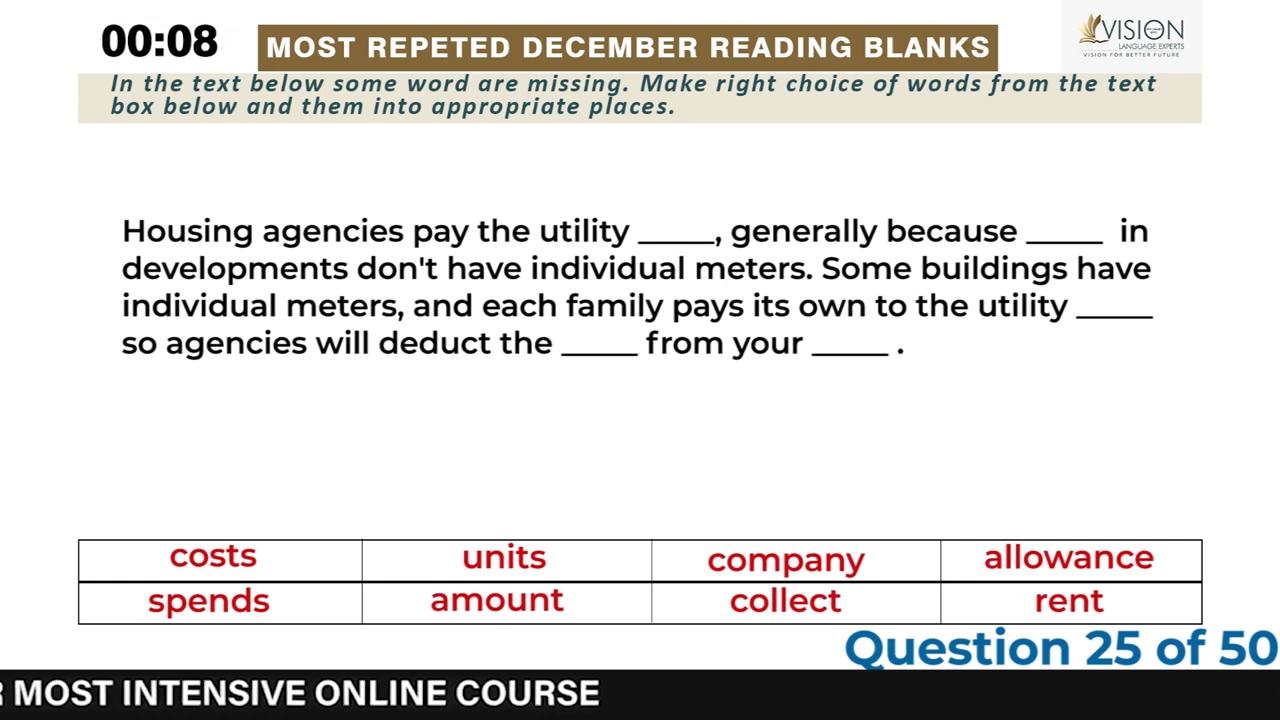 00:08
MOST REPETED DECEMBER READING BLANKS
VISION
LANGUAGE EXPERTS
VISION FOR BETTER FUTURE
In the text below some word are missing. Make right choice of words from the text
box below and them into appropriate places.
Housing agencies pay the utility _____, generally because _____ in
developments don't have individual meters. Some buildings have
individual meters, and each family pays its own to the utility _____
so agencies will deduct the _____ from your _____ .
costs units company allowance
spends amount collect rent
Question 25 of 50
R MOST INTENSIVE ONLINE COURSE